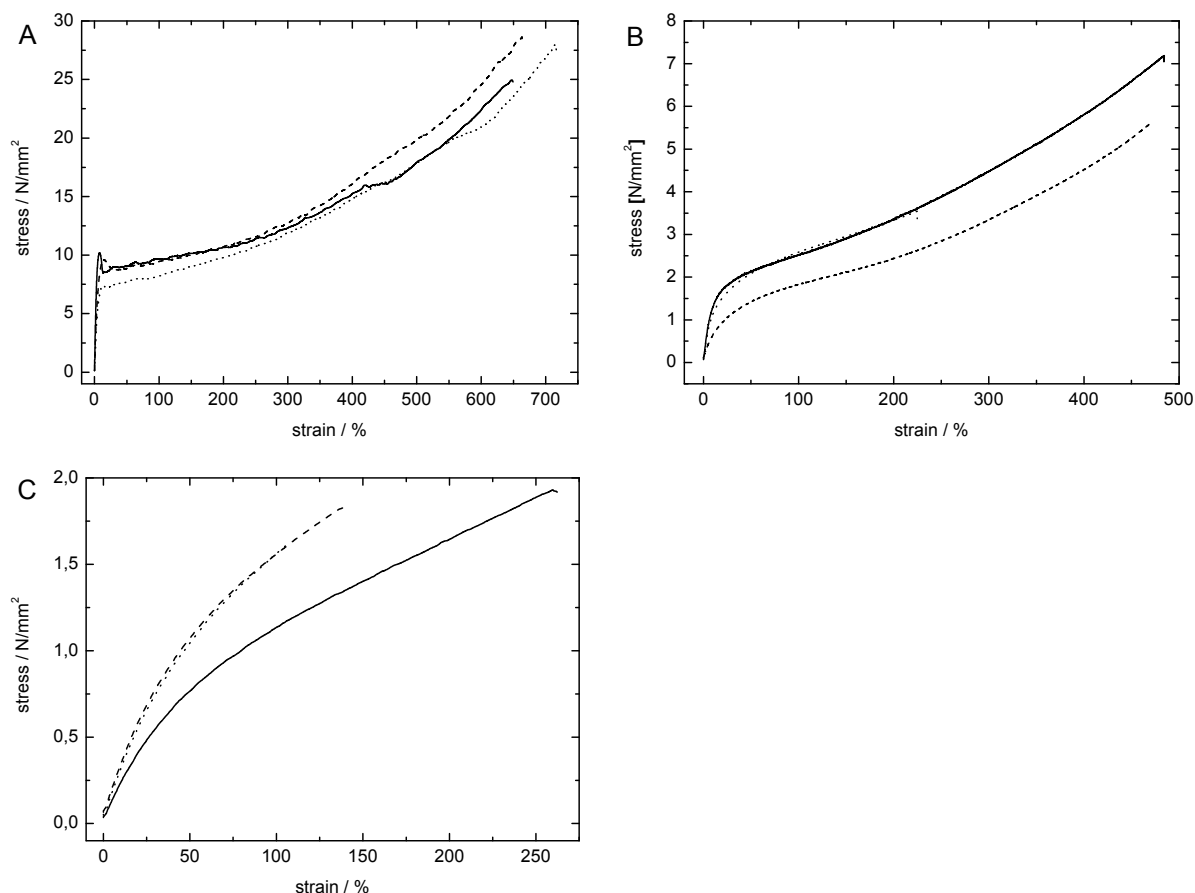 A
30
25
20
15
10
5
0
stress / N/mm²
0 100 200 300 400 500 600 700
strain / %
B
8
7
6
5
4
3
2
1
0
stress [N/mm²]
0 100 200 300 400 500
strain / %
C
2,0
1,5
1,0
0,5
0,0
stress / N/mm²
0 50 100 150 200 250
strain / %